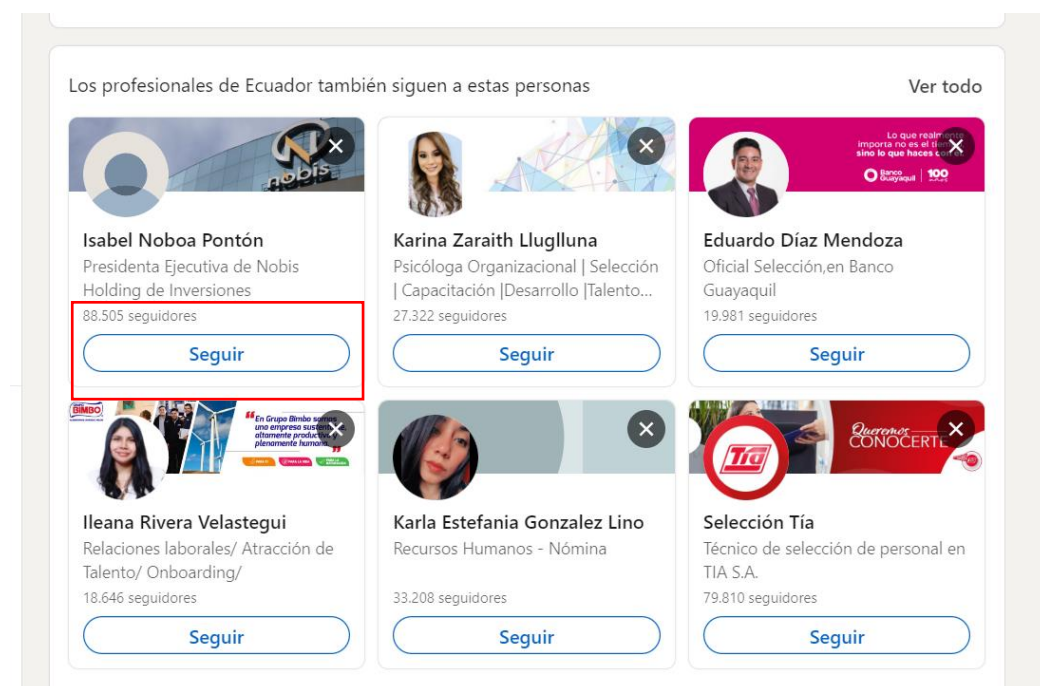 Los profesionales de Ecuador también siguen a estas personas
Ver todo
nobis
Isabel Noboa Pontón
Presidenta Ejecutiva de Nobis
Holding de Inversiones
88.505 seguidores
Seguir
Karina Zaraith Lluglluna
Psicóloga Organizacional | Selección
| Capacitación |Desarrollo |Talento...
27.322 seguidores
Seguir
Lo que realmente
importa no es el
sino lo que haces con él.
Banco
Guayaquil
100
Eduardo Díaz Mendoza
Oficial Selección,en Banco
Guayaquil
19.981 seguidores
Seguir
BIMBO
En Grupo Bimbo somos
una empresa
altamente productiva y
plenamente humana
Ileana Rivera Velastegui
Relaciones laborales/ Atracción de
Talento/ Onboarding/
18.646 seguidores
Seguir
Karla Estefania Gonzalez Lino
Recursos Humanos - Nómina
33.208 seguidores
Seguir
Tía
Queremos
CONOCERTE
Selección Tía
Técnico de selección de personal en
TIA S.A.
79.810 seguidores
Seguir